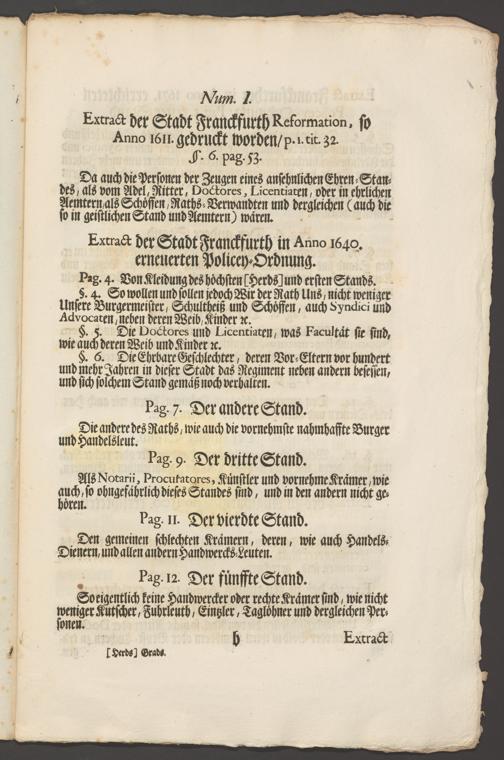 Num. I.
Extract der Stadt Franckfurth Reformation, so
Anno 1611. gedruckt worden/ p. 1. tit. 32.
§. 6. pag. 53.
Da auch die Personen der Zeugen eines ansehnlichen Ehren-Stan-
des, als vom Adel, Ritter, Doctores, Licentiaten, oder in ehrlichen
Aemtern, als Schöffen, Raths-Verwandten und dergleichen (auch die
so in geistlichen Stand und Aemtern) wären.
Extract der Stadt Franckfurth in Anno 1640.
erneuerten Policey-Ordnung.
Pag. 4. Von Kleidung des höchsten [Herds] und ersten Stands.
§. 4. So wollen und sollen jedoch Wir der Rath Uns, nicht weniger
Unsere Burgermeister, Schultheiß und Schöffen, auch Syndici und
Advocaten, neben deren Weib, Kinder ꝛc.
§. 5. Die Doctores und Licentiaten, was Facultät sie sind,
wie auch deren Weib und Kinder ꝛc.
§. 6. Die Ehrbare Geschlechter, deren Vor-Eltern vor hundert
und mehr Jahren in dieser Stadt das Regiment neben andern besessen,
und sich solchem Stand gemäß noch verhalten.
Pag. 7. Der andere Stand.
Die andere des Raths, wie auch die vornehmste nahmhaffte Burger
und Handelsleut.
Pag. 9. Der dritte Stand.
Als Notarii, Procuratores, Künstler und vornehme Krämer, wie
auch, so ohngefährlich dieses Standes sind, und in den andern nicht ge-
hören.
Pag. 11. Der vierdte Stand.
Den gemeinen schlechten Krämern, deren, wie auch Handels-
Dienern, und allen andern Handwercks-Leuten.
Pag. 12. Der fünffte Stand.
So eigentlich keine Handwercker oder rechte Krämer sind, wie nicht
weniger Kutscher, Fuhrleuth, Eintzler, Taglöhner und dergleichen Per-
sonen.
b Extract
[Herds] Grads.